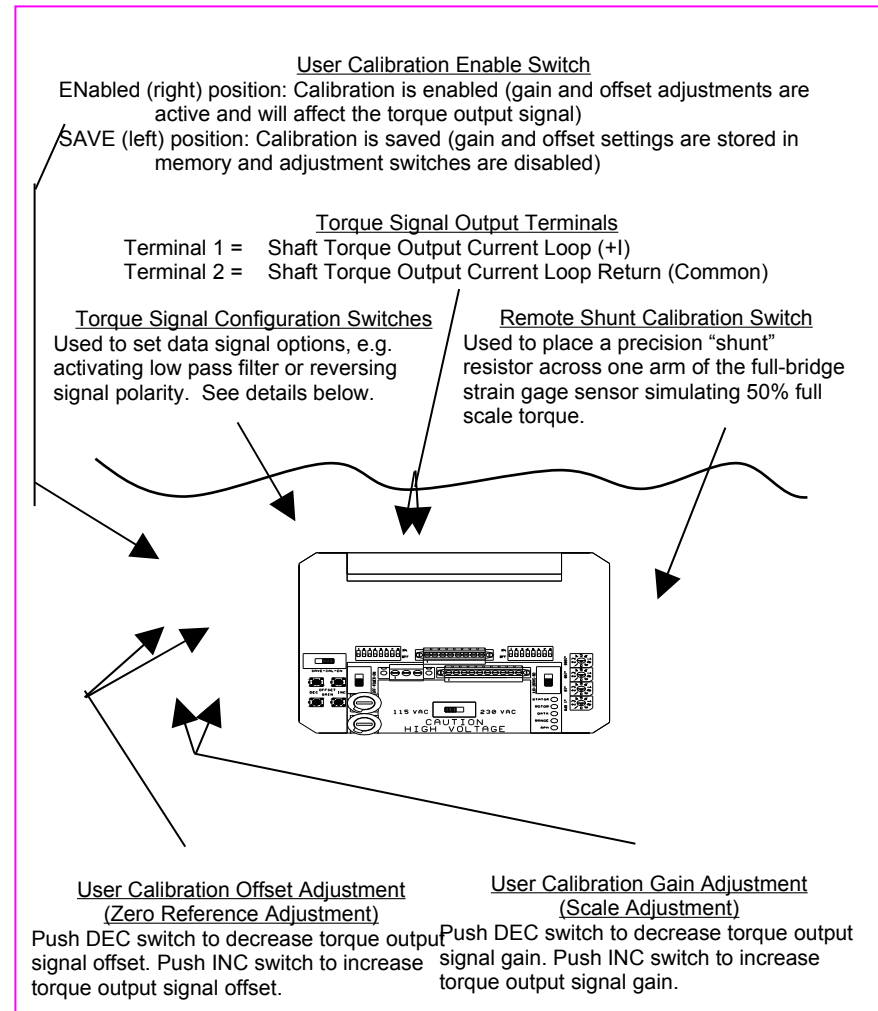 User Calibration Enable Switch
ENabled (right) position: Calibration is enabled (gain and offset adjustments are
active and will affect the torque output signal)
SAVE (left) position: Calibration is saved (gain and offset settings are stored in
memory and adjustment switches are disabled)
Torque Signal Output Terminals
Terminal 1 = Shaft Torque Output Current Loop (+I)
Terminal 2 = Shaft Torque Output Current Loop Return (Common)
Torque Signal Configuration Switches
Used to set data signal options, e.g.
activating low pass filter or reversing
signal polarity. See details below.
Remote Shunt Calibration Switch
Used to place a precision “shunt”
resistor across one arm of the full-bridge
strain gage sensor simulating 50% full
scale torque.
SAVE-CAL-EN
OFFSET
DEC INC
GAIN
115 VAC 230 VAC
CAUTION
HIGH VOLTAGE
STATOR
ROTOR
DATA
RANGE
User Calibration Offset Adjustment
(Zero Reference Adjustment)
Push DEC switch to decrease torque output
signal offset. Push INC switch to increase
torque output signal offset.
User Calibration Gain Adjustment
(Scale Adjustment)
Push DEC switch to decrease torque output
signal gain. Push INC switch to increase
torque output signal gain.